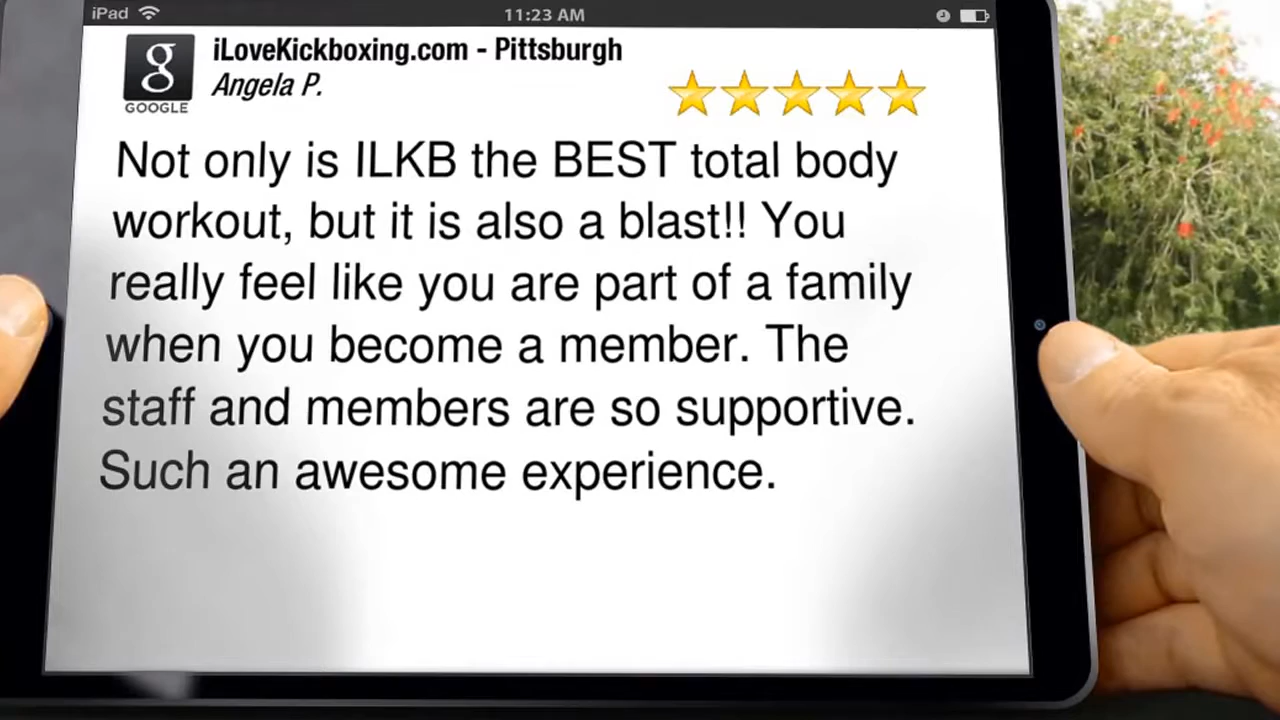 iPad
11:23 AM
g
GOOGLE
iLoveKickboxing.com - Pittsburgh
Angela P.
Not only is ILKB the BEST total body
workout, but it is also a blast!! You
really feel like you are part of a family
when you become a member. The
staff and members are so supportive.
Such an awesome experience.